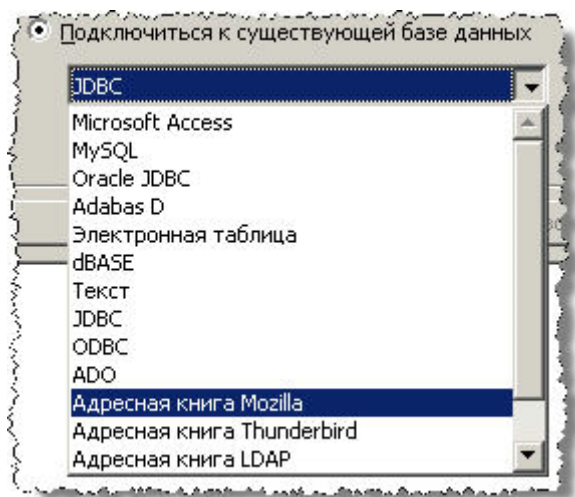 Подключиться к существующей базе данных
JDBC
Microsoft Access
MySQL
Oracle JDBC
Adabas D
Электронная таблица
dBASE
Текст
JDBC
ODBC
ADO
Адресная книга Mozilla
Адресная книга Thunderbird
Адресная книга LDAP